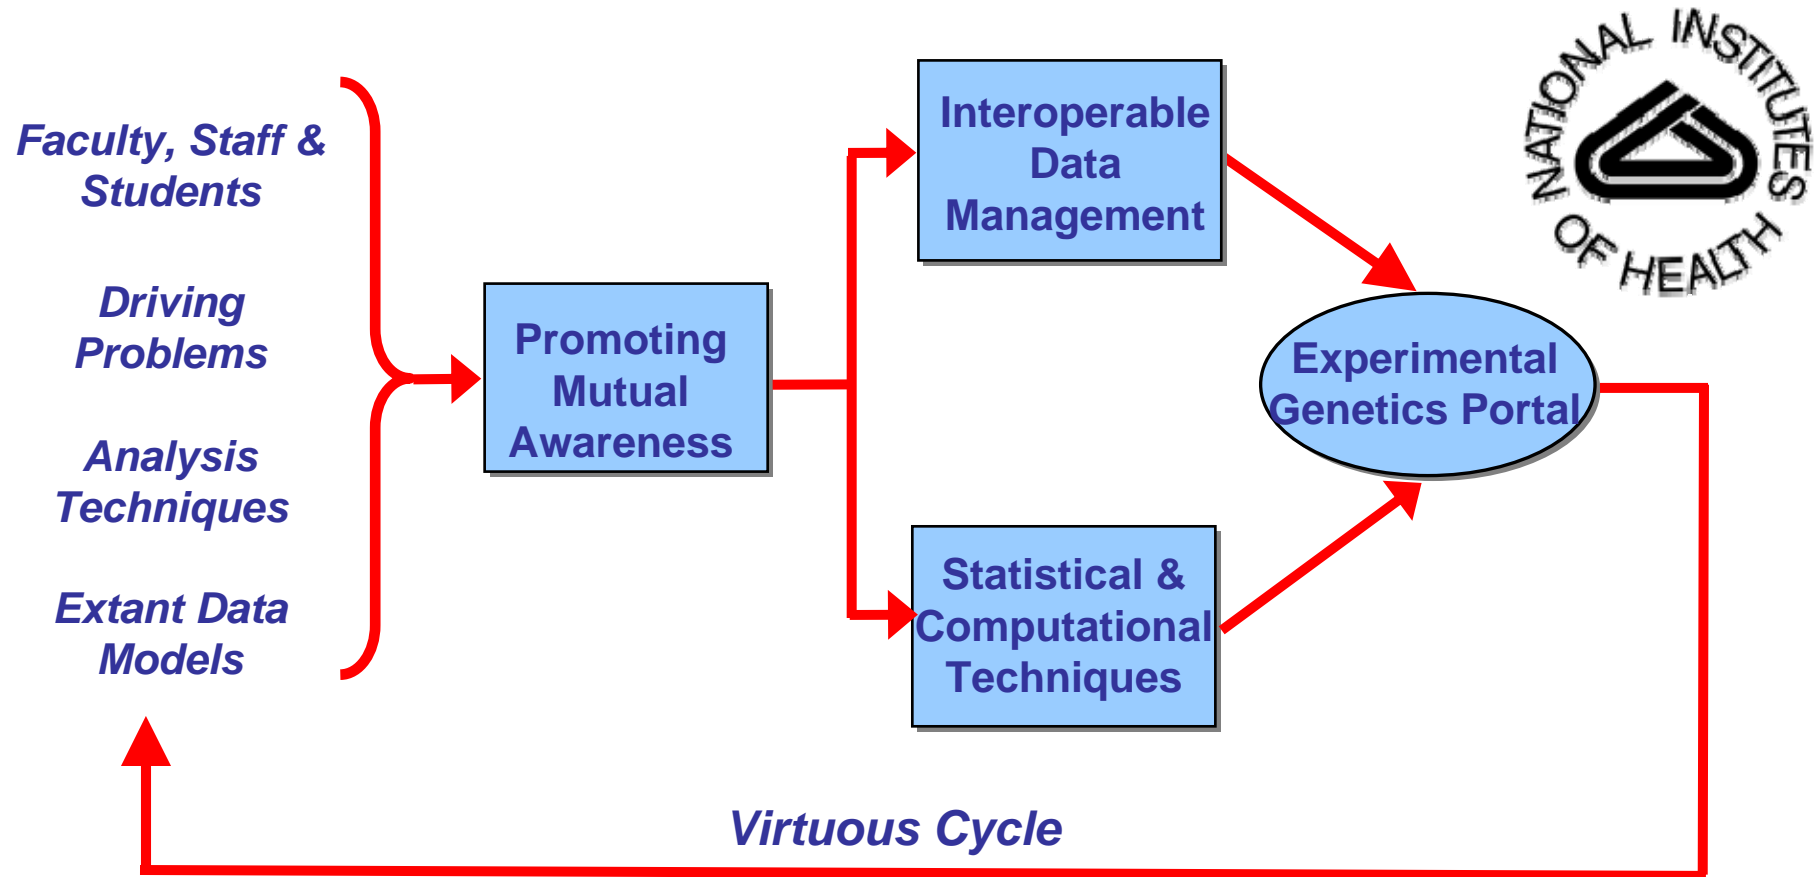 Faculty, Staff &
Students
Driving
Problems
Analysis
Techniques
Extant Data
Models
Promoting
Mutual
Awareness
Interoperable
Data
Management
Statistical &
Computational
Techniques
Experimental
Genetics Portal
NATIONAL INSTITUTES
OF HEALTH
Virtuous Cycle